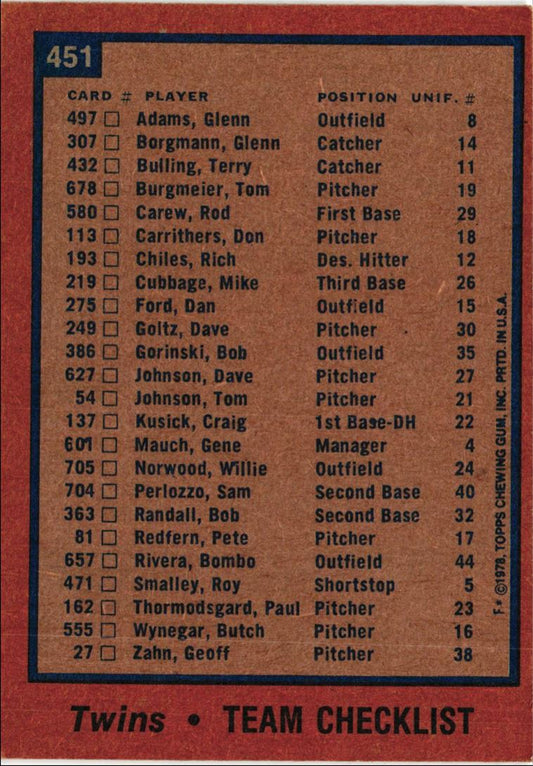 451
CARD # PLAYER POSITION UNIF. #
497 Adams, Glenn Outfield 8
307 Borgmann, Glenn Catcher 14
432 Bulling, Terry Catcher 11
678 Burgmeier, Tom Pitcher 19
580 Carew, Rod First Base 29
113 Carrithers, Don Pitcher 18
193 Chiles, Rich Des. Hitter 12
219 Cubbage, Mike Third Base 26
275 Ford, Dan Outfield 15
249 Goltz, Dave Pitcher 30
386 Gorinski, Bob Outfield 35
627 Johnson, Dave Pitcher 27
54 Johnson, Tom Pitcher 21
137 Kusick, Craig 1st Base-DH 22
601 Mauch, Gene Manager 4
705 Norwood, Willie Outfield 24
704 Perlozzo, Sam Second Base 40
363 Randall, Bob Second Base 32
81 Redfern, Pete Pitcher 17
657 Rivera, Bombo Outfield 44
471 Smalley, Roy Shortstop 5
162 Thormodsgard, Paul Pitcher 23
555 Wynegar, Butch Pitcher 16
27 Zahn, Geoff Pitcher 38
F* ©1978, TOPPS CHEWING GUM, INC. PRTD. IN U.S.A.
Twins • TEAM CHECKLIST